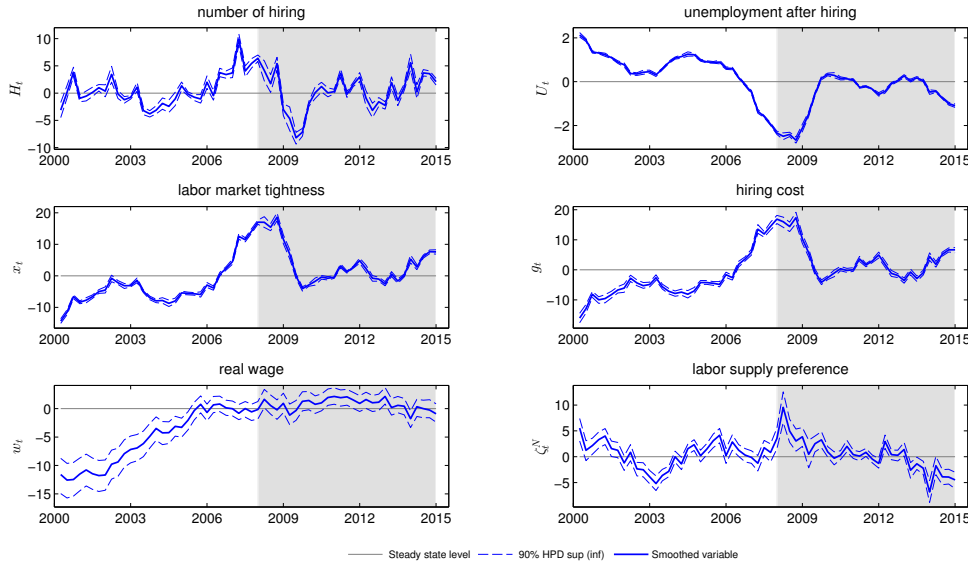 number of hiring
unemployment after hiring
10
5
0
−5
−10
H_t
2000 2003 2006 2009 2012 2015
2
0
−2
U_t
2000 2003 2006 2009 2012 2015
labor market tightness
hiring cost
20
10
0
−10
x_t
2000 2003 2006 2009 2012 2015
20
10
0
−10
g_t
2000 2003 2006 2009 2012 2015
real wage
labor supply preference
0
−5
−10
−15
w_t
2000 2003 2006 2009 2012 2015
10
5
0
−5
ς_t^N
2000 2003 2006 2009 2012 2015
Steady state level 90% HPD sup (inf) Smoothed variable